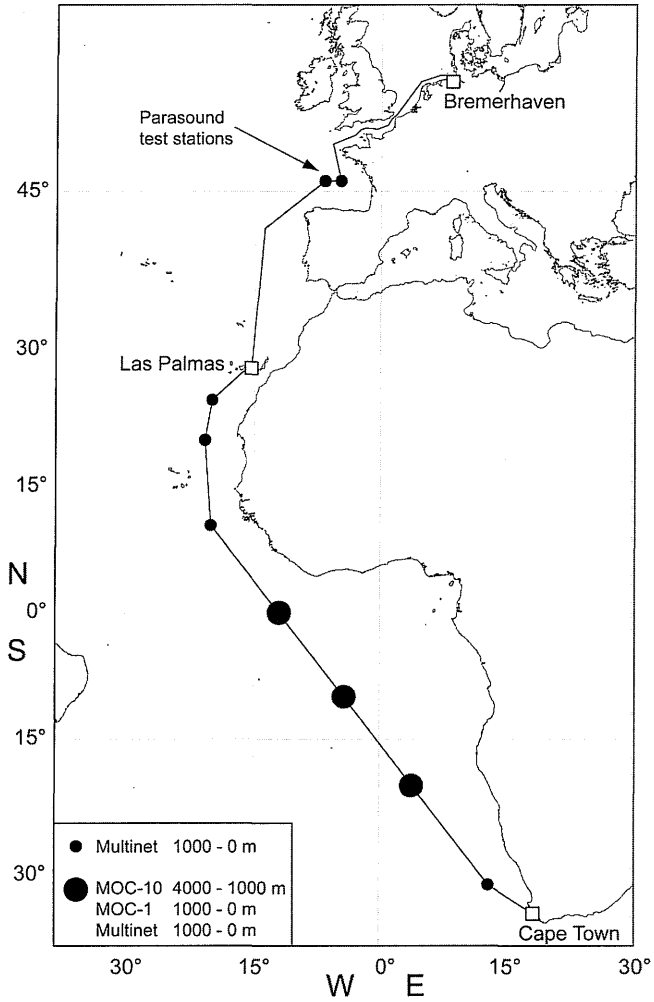 Bremerhaven
Parasound
test stations
45°
30°
Las Palmas
15°
N
0°
S
15°
30°
Multinet 1000 - 0 m
MOC-10 4000 - 1000 m
MOC-1 1000 - 0 m
Multinet 1000 - 0 m
Cape Town
30° 15° 0° 15° 30°
W E